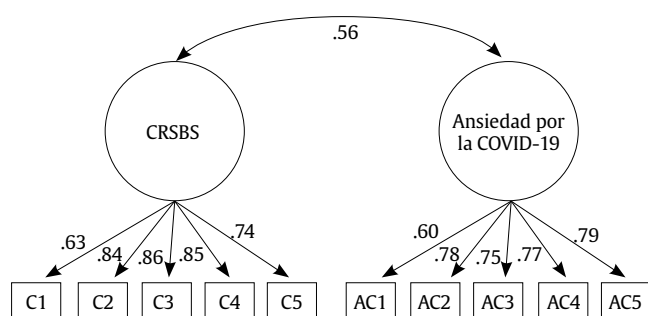 .56
CRSBS
Ansiedad por
la COVID-19
.63
.84
.86
.85
.74
.60
.78
.75
.77
.79
C1
C2
C3
C4
C5
AC1
AC2
AC3
AC4
AC5